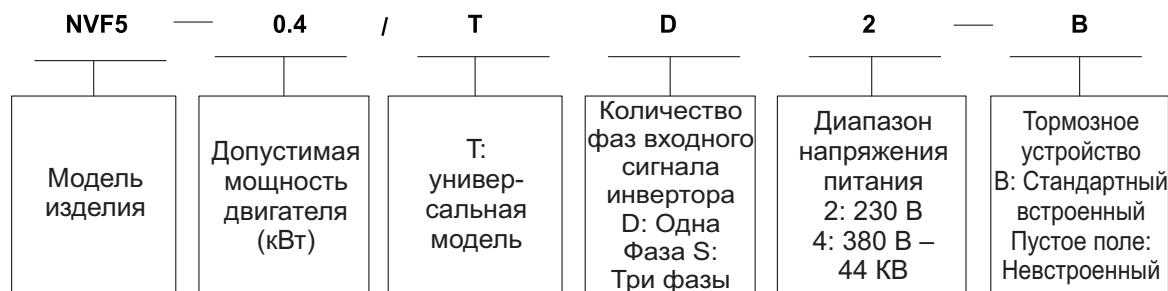 NVF5 — 0.4 / T D 2 — B
Модель
изделия
Допустимая
мощность
двигателя
(кВт)
Т:
универ-
сальная
модель
Количество
фаз входного
сигнала
инвертора
D: Одна
Фаза S:
Три фазы
Диапазон
напряжения
питания
2: 230 В
4: 380 В –
44 КВ
Тормозное
устройство
В: Стандартный
встроенный
Пустое поле:
Невстроенный